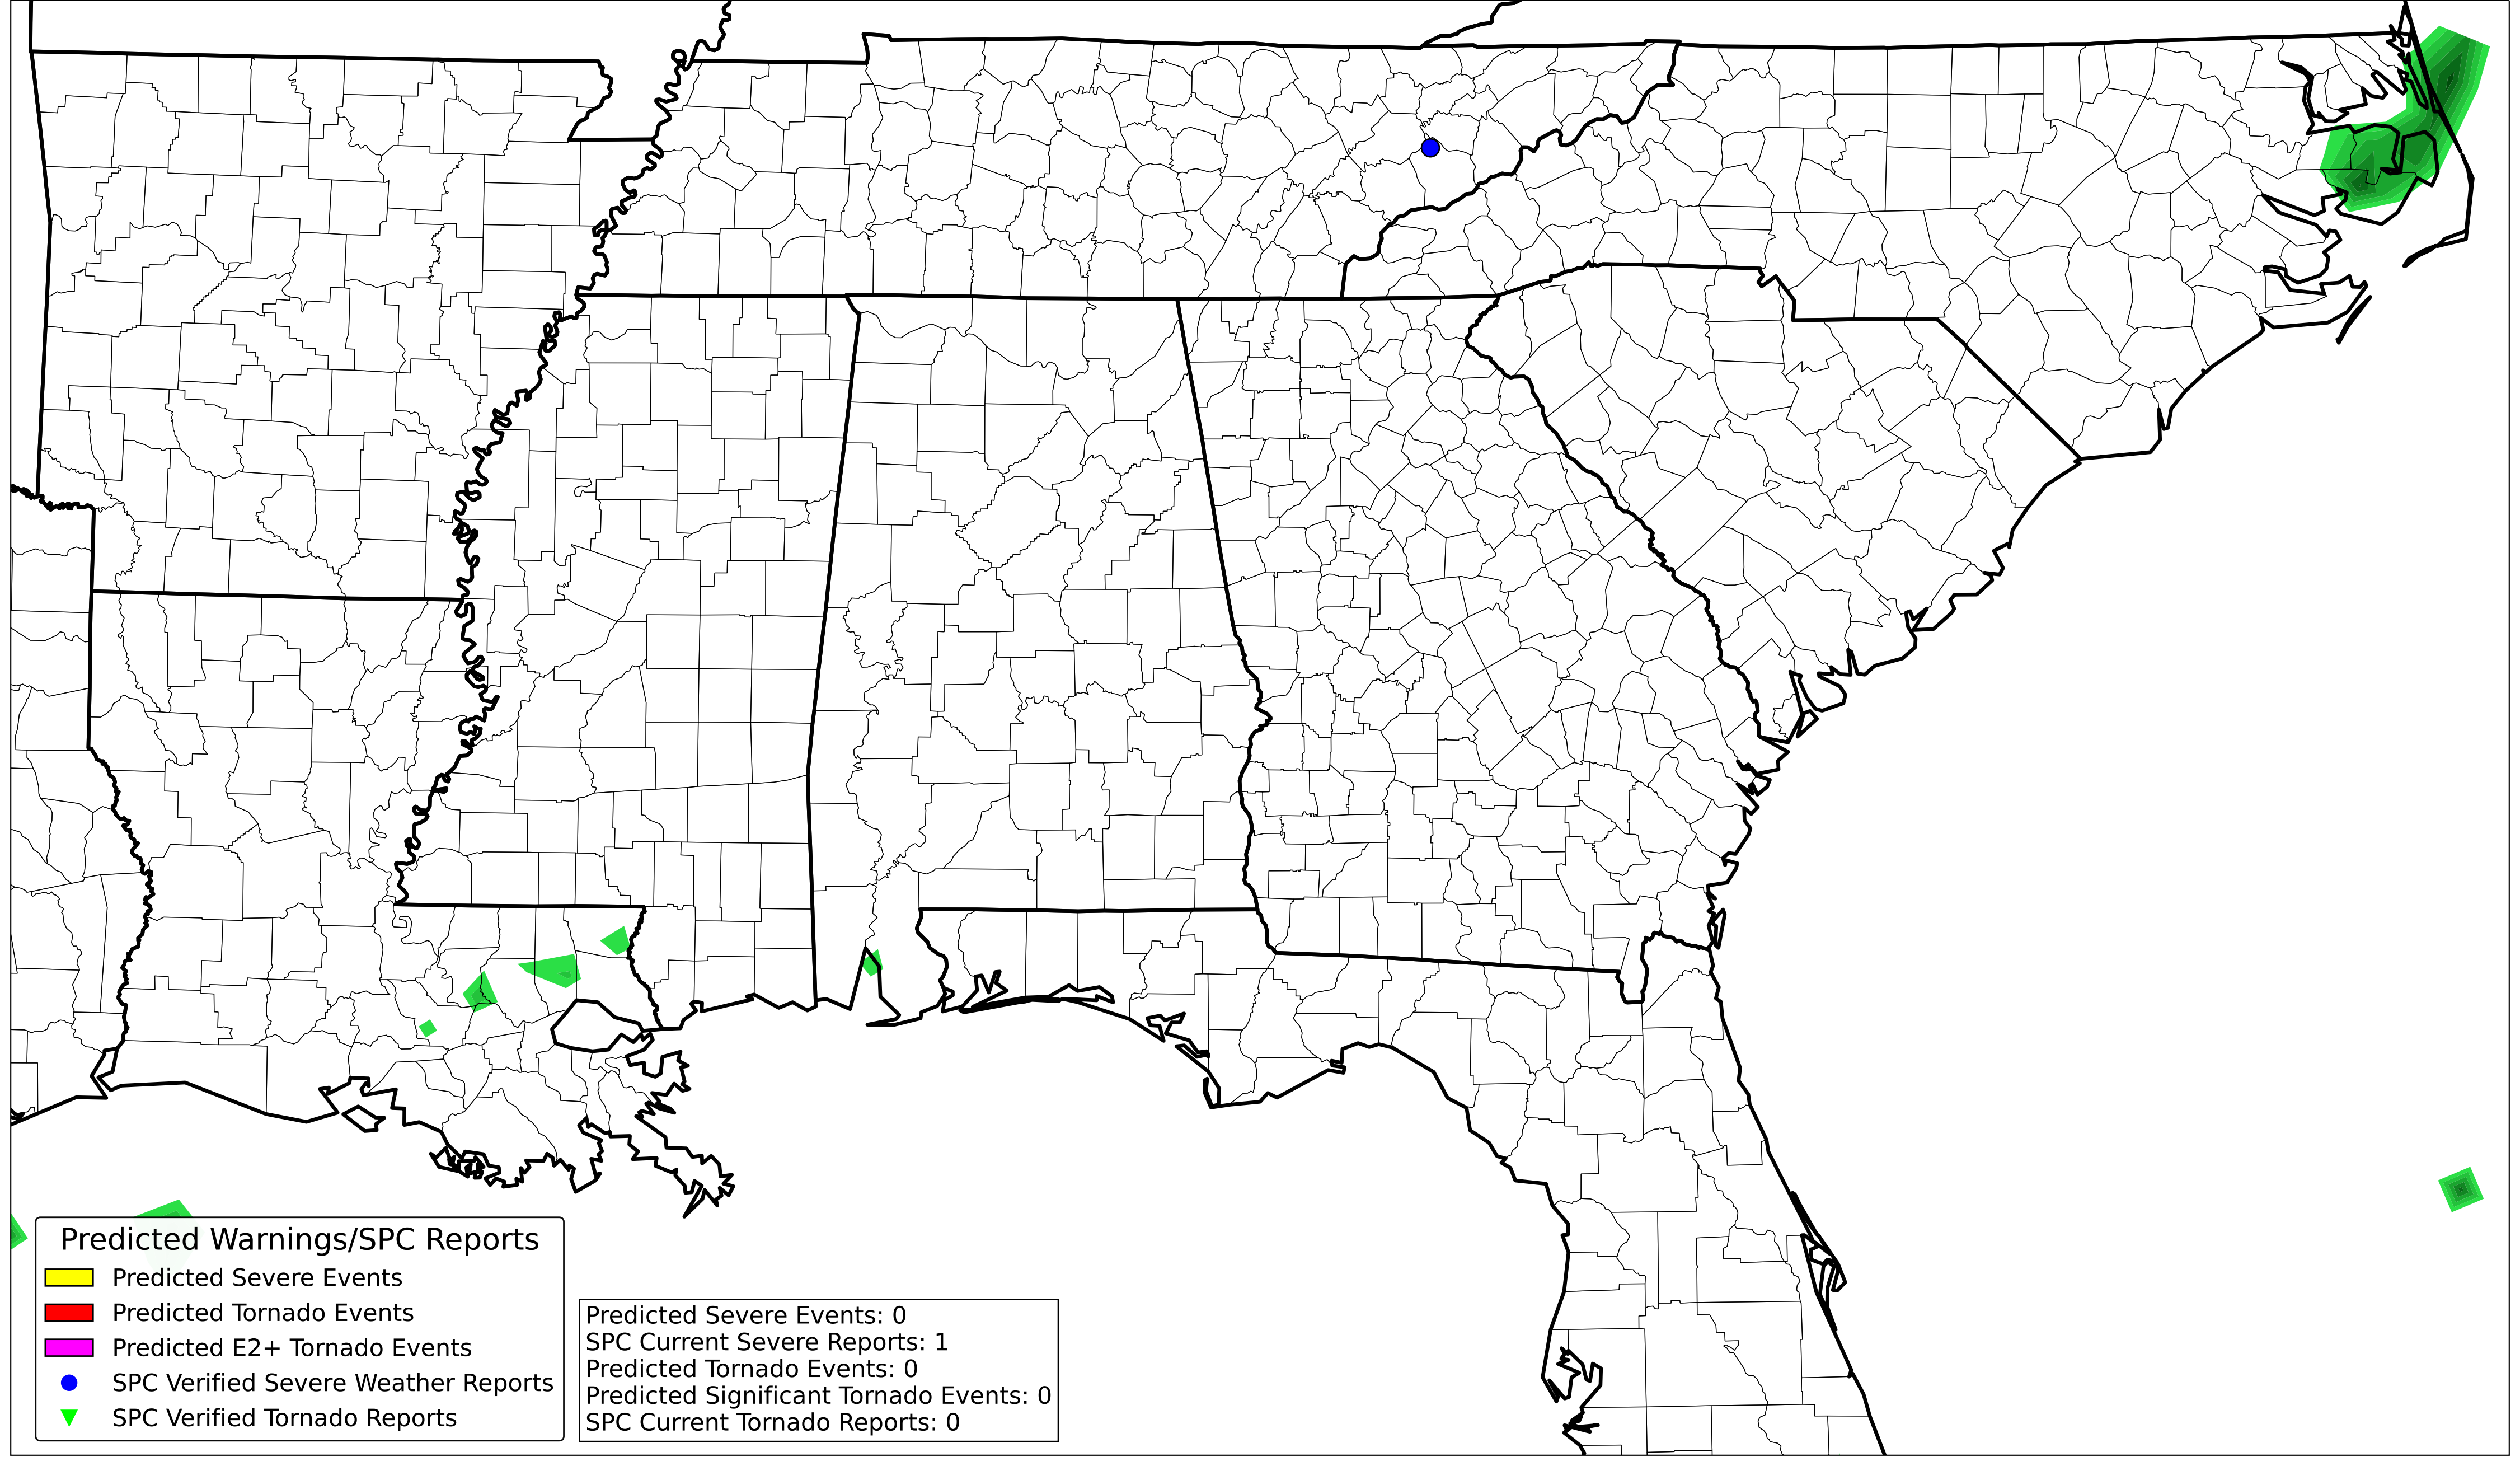 Predicted Warnings/SPC Reports
Predicted Severe Events
Predicted Tornado Events
Predicted E2+ Tornado Events
SPC Verified Severe Weather Reports
SPC Verified Tornado Reports
Predicted Severe Events: 0
SPC Current Severe Reports: 1
Predicted Tornado Events: 0
Predicted Significant Tornado Events: 0
SPC Current Tornado Reports: 0